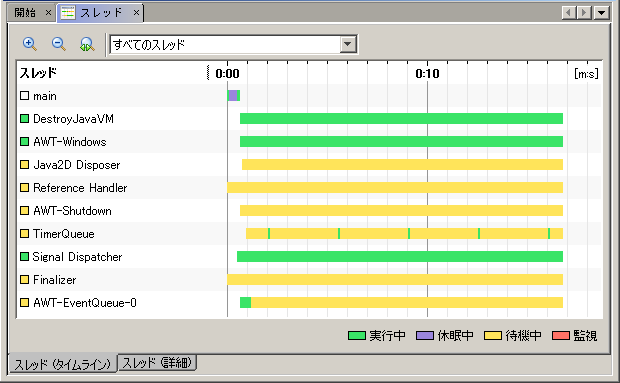 開始 × スレッド ×
すべてのスレッド
スレッド 0:00 0:10 [m:s]
main
DestroyJavaVM
AWT-Windows
Java2D Disposer
Reference Handler
AWT-Shutdown
TimerQueue
Signal Dispatcher
Finalizer
AWT-EventQueue-0
実行中 休眠中 待機中 監視
スレッド (タイムライン) スレッド (詳細)